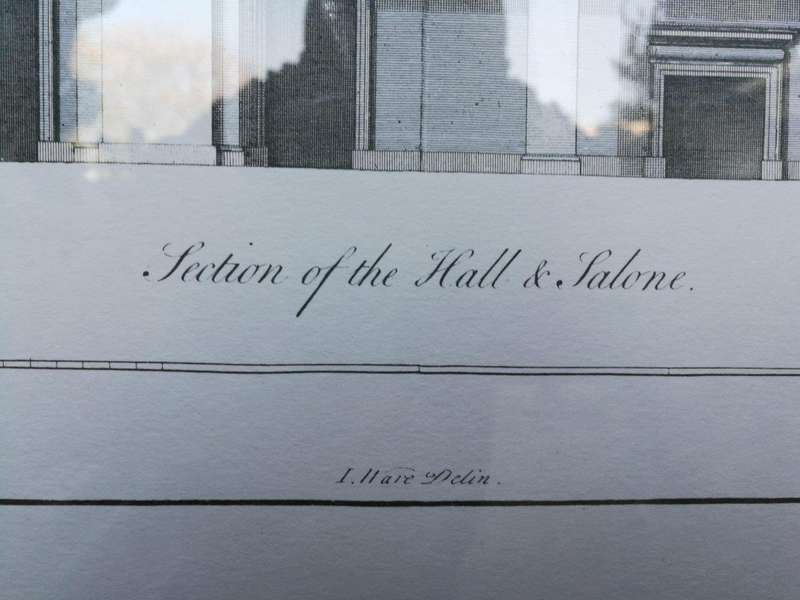 Section of the Hall & Salone.
I. Ware Delin.